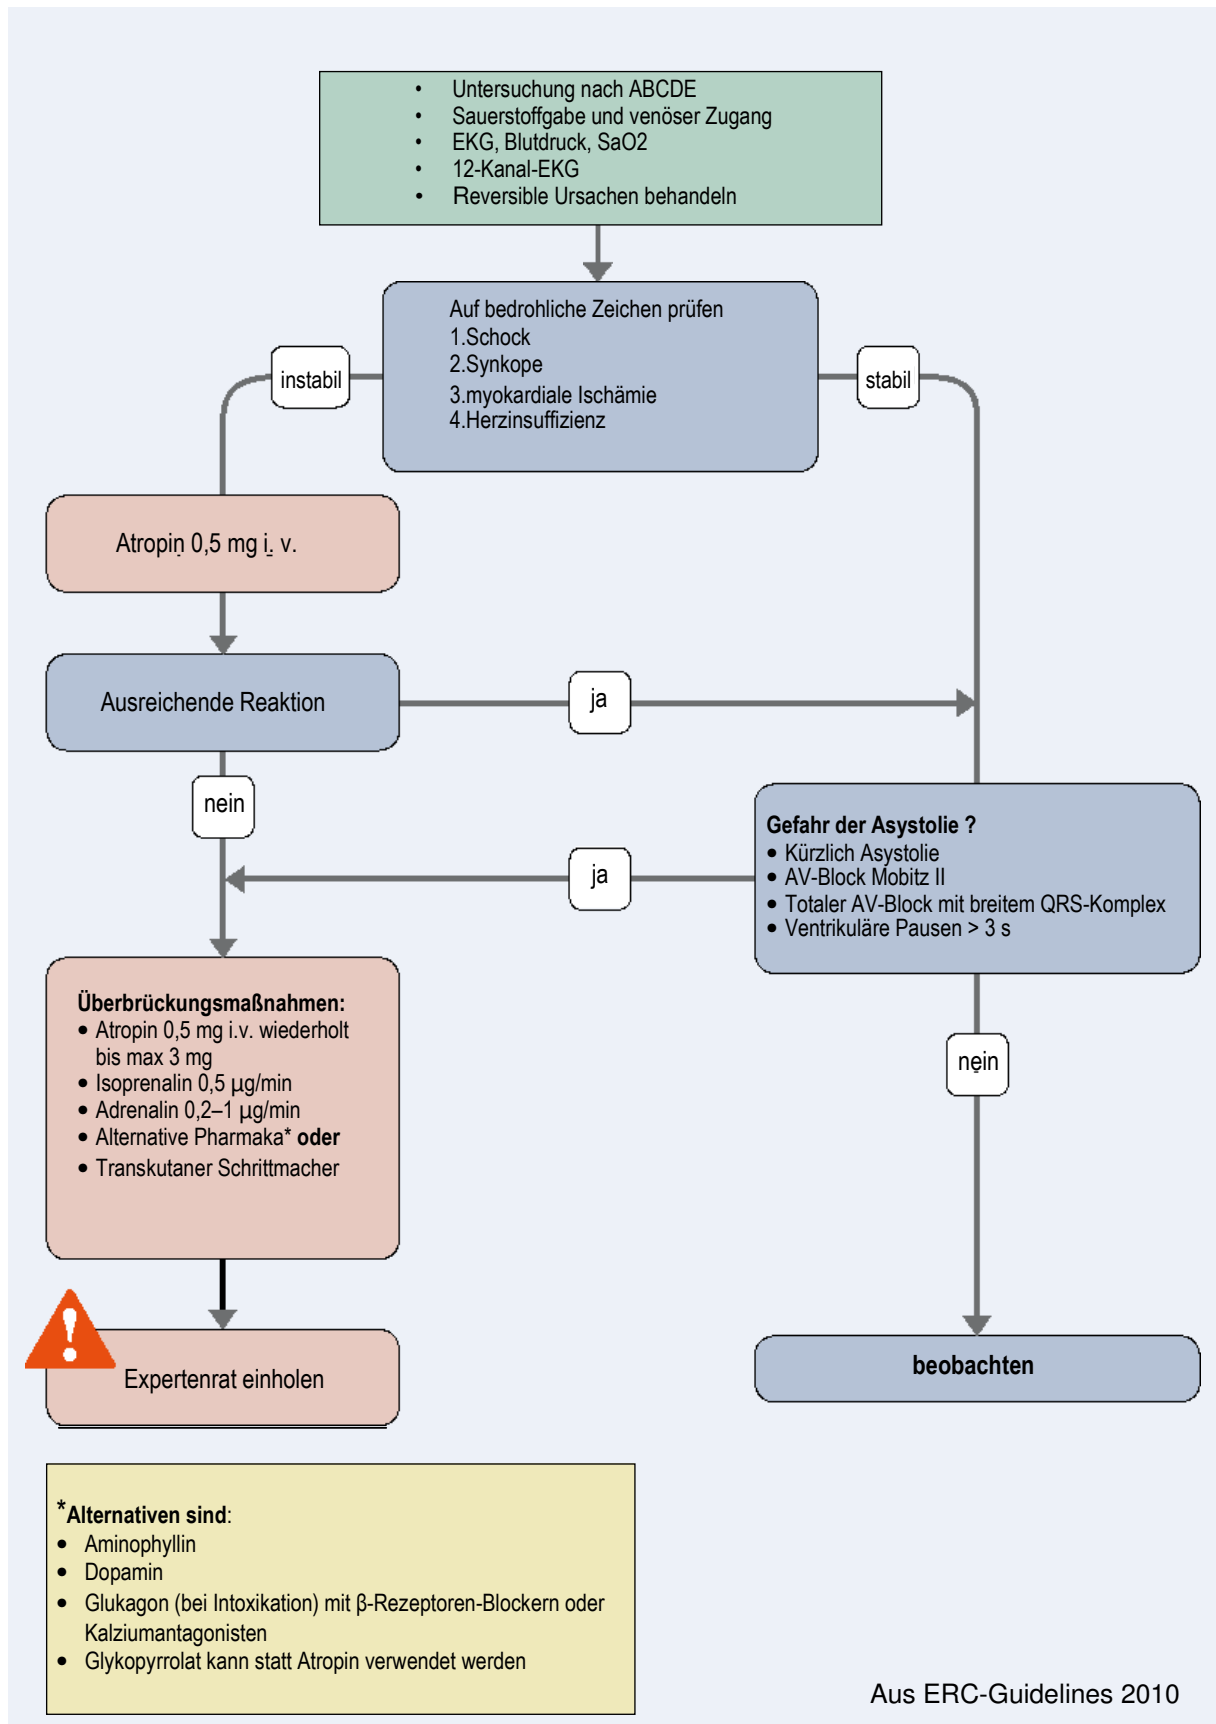 • Untersuchung nach ABCDE
• Sauerstoffgabe und venöser Zugang
• EKG, Blutdruck, SaO2
• 12-Kanal-EKG
• Reversible Ursachen behandeln
Auf bedrohliche Zeichen prüfen
1.Schock
2.Synkope
3.myokardiale Ischämie
4.Herzinsuffizienz
instabil
stabil
Atropin 0,5 mg i. v.
Ausreichende Reaktion
ja
nein
Gefahr der Asystolie ?
• Kürzlich Asystolie
• AV-Block Mobitz II
• Totaler AV-Block mit breitem QRS-Komplex
• Ventrikuläre Pausen > 3 s
ja
Überbrückungsmaßnahmen:
• Atropin 0,5 mg i.v. wiederholt
bis max 3 mg
• Isoprenalin 0,5 µg/min
• Adrenalin 0,2–1 µg/min
• Alternative Pharmaka* oder
• Transkutaner Schrittmacher
nein
Expertenrat einholen
beobachten
*Alternativen sind:
• Aminophyllin
• Dopamin
• Glukagon (bei Intoxikation) mit β-Rezeptoren-Blockern oder
Kalziumantagonisten
• Glykopyrrolat kann statt Atropin verwendet werden
Aus ERC-Guidelines 2010